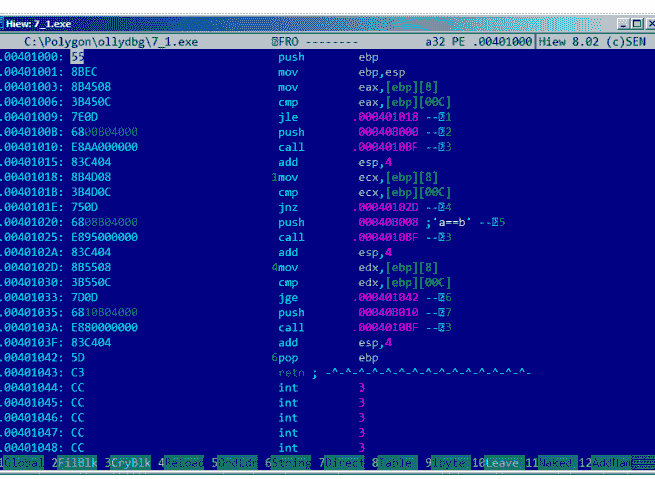 Hiew: 7_1.exe
C:\Polygon\ollydbg\7_1.exe FRO -------- a32 PE .00401000 Hiew 8.02 (c)SEN
.00401000: 55 push ebp
.00401001: 8BEC mov ebp,esp
.00401003: 8B4508 mov eax,[ebp][8]
.00401006: 3B450C cmp eax,[ebp][00C]
.00401009: 7E0D jle .000401018 --1
.0040100B: 6800B04000 push 00040B000 --2
.00401010: E8AA000000 call .0004010BF --3
.00401015: 83C404 add esp,4
.00401018: 8B4D08 1mov ecx,[ebp][8]
.0040101B: 3B4D0C cmp ecx,[ebp][00C]
.0040101E: 750D jnz .00040102D --4
.00401020: 6808B04000 push 00040B008 ;'a==b' --5
.00401025: E895000000 call .0004010BF --3
.0040102A: 83C404 add esp,4
.0040102D: 8B5508 4mov edx,[ebp][8]
.00401030: 3B550C cmp edx,[ebp][00C]
.00401033: 7D0D jge .000401042 --6
.00401035: 6810B04000 push 00040B010 --7
.0040103A: E880000000 call .0004010BF --3
.0040103F: 83C404 add esp,4
.00401042: 5D 6pop ebp
.00401043: C3 retn ; -^-^-^-^-^-^-^-^-^-^-^-^-^-^-^-
.00401044: CC int 3
.00401045: CC int 3
.00401046: CC int 3
.00401047: CC int 3
.00401048: CC int 3
1Global 2FilBlk 3CryBlk 4ReLoad 5OrdLdr 6String 7Direct 8Table 9Ibyte 10Leave 11Naked 12AddNam